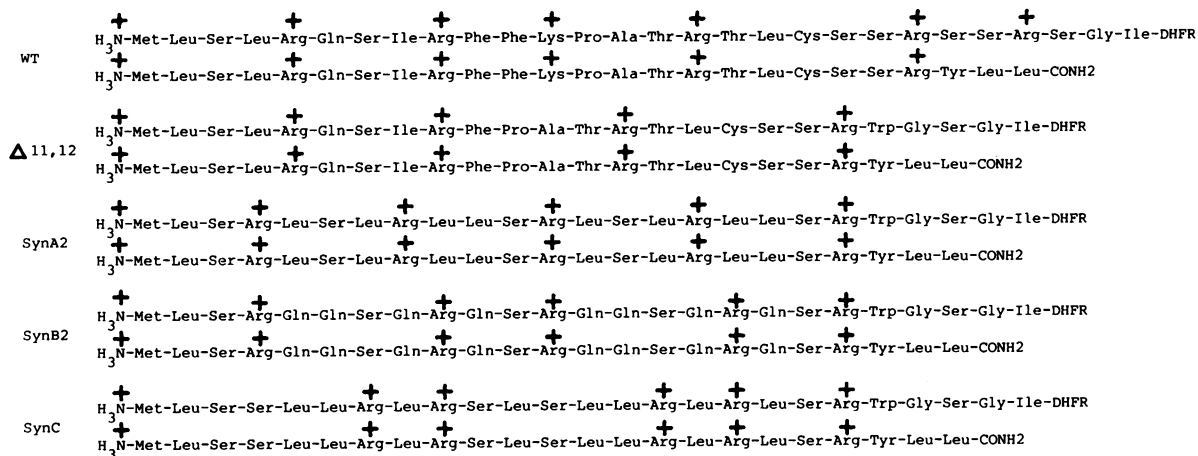 + + + + + + +
H3N-Met-Leu-Ser-Leu-Arg-Gln-Ser-Ile-Arg-Phe-Phe-Lys-Pro-Ala-Thr-Arg-Thr-Leu-Cys-Ser-Ser-Arg-Ser-Ser-Arg-Ser-Gly-Ile-DHFR
WT
+ + + + + +
H3N-Met-Leu-Ser-Leu-Arg-Gln-Ser-Ile-Arg-Phe-Phe-Lys-Pro-Ala-Thr-Arg-Thr-Leu-Cys-Ser-Ser-Arg-Tyr-Leu-Leu-CONH2
+ + + + +
H3N-Met-Leu-Ser-Leu-Arg-Gln-Ser-Ile-Arg-Phe-Pro-Ala-Thr-Arg-Thr-Leu-Cys-Ser-Ser-Arg-Trp-Gly-Ser-Gly-Ile-DHFR
Δ 11,12
+ + + + +
H3N-Met-Leu-Ser-Leu-Arg-Gln-Ser-Ile-Arg-Phe-Pro-Ala-Thr-Arg-Thr-Leu-Cys-Ser-Ser-Arg-Tyr-Leu-Leu-CONH2
+ + + + + +
H3N-Met-Leu-Ser-Arg-Leu-Ser-Leu-Arg-Leu-Leu-Ser-Arg-Leu-Ser-Leu-Arg-Leu-Leu-Ser-Arg-Trp-Gly-Ser-Gly-Ile-DHFR
SynA2
+ + + + + +
H3N-Met-Leu-Ser-Arg-Leu-Ser-Leu-Arg-Leu-Leu-Ser-Arg-Leu-Ser-Leu-Arg-Leu-Leu-Ser-Arg-Tyr-Leu-Leu-CONH2
+ + + + + +
H3N-Met-Leu-Ser-Arg-Gln-Gln-Ser-Gln-Arg-Gln-Ser-Arg-Gln-Gln-Ser-Gln-Arg-Gln-Ser-Arg-Trp-Gly-Ser-Gly-Ile-DHFR
SynB2
+ + + + + +
H3N-Met-Leu-Ser-Arg-Gln-Gln-Ser-Gln-Arg-Gln-Ser-Arg-Gln-Gln-Ser-Gln-Arg-Gln-Ser-Arg-Tyr-Leu-Leu-CONH2
+ + + + + +
H3N-Met-Leu-Ser-Ser-Leu-Leu-Arg-Leu-Arg-Ser-Leu-Ser-Leu-Leu-Arg-Leu-Arg-Leu-Ser-Arg-Trp-Gly-Ser-Gly-Ile-DHFR
SynC
+ + + + + +
H3N-Met-Leu-Ser-Ser-Leu-Leu-Arg-Leu-Arg-Ser-Leu-Ser-Leu-Leu-Arg-Leu-Arg-Leu-Ser-Arg-Tyr-Leu-Leu-CONH2